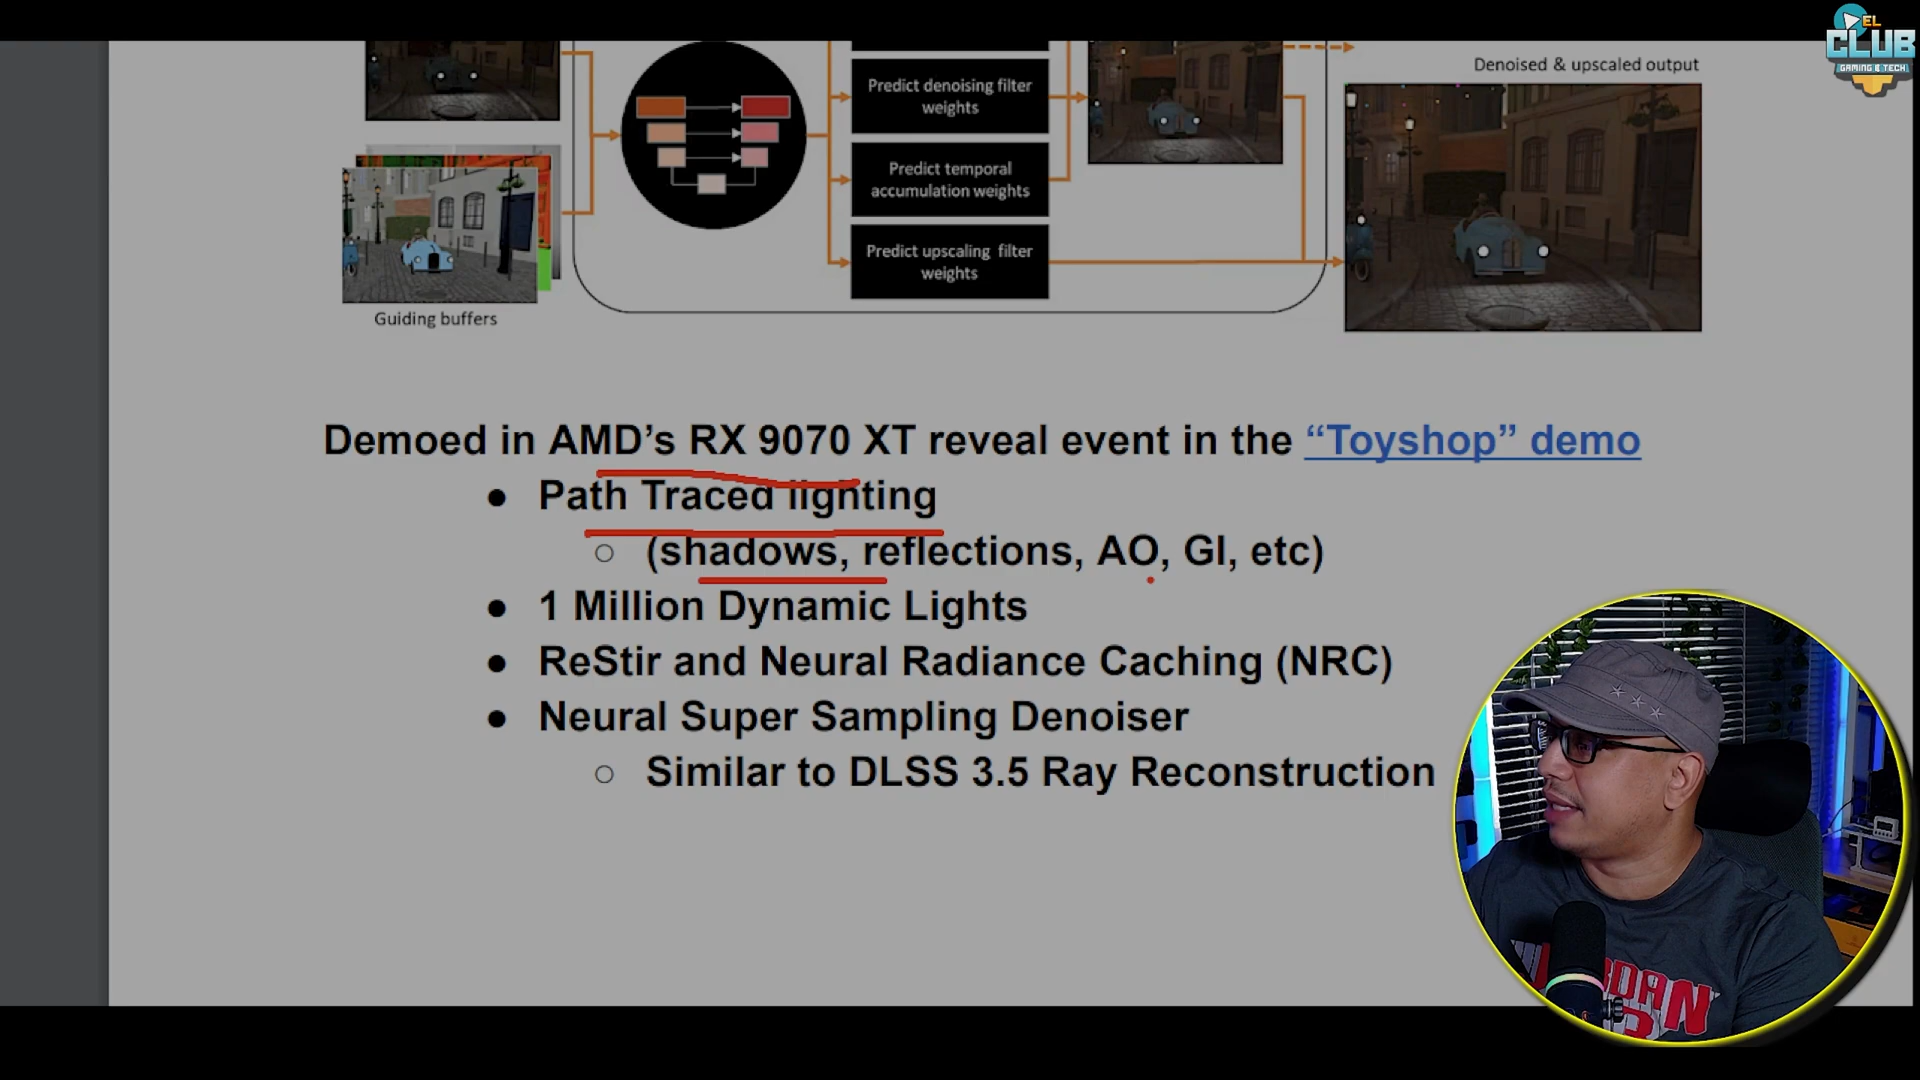 EL
CLUB
GAMING & TECH
Denoised & upscaled output
Predict denoising filter
weights
Predict temporal
accumulation weights
Predict upscaling filter
weights
Guiding buffers
Demoed in AMD's RX 9070 XT reveal event in the “Toyshop” demo
● Path Traced lighting
○ (shadows, reflections, AO, GI, etc)
● 1 Million Dynamic Lights
● ReStir and Neural Radiance Caching (NRC)
● Neural Super Sampling Denoiser
○ Similar to DLSS 3.5 Ray Reconstruction